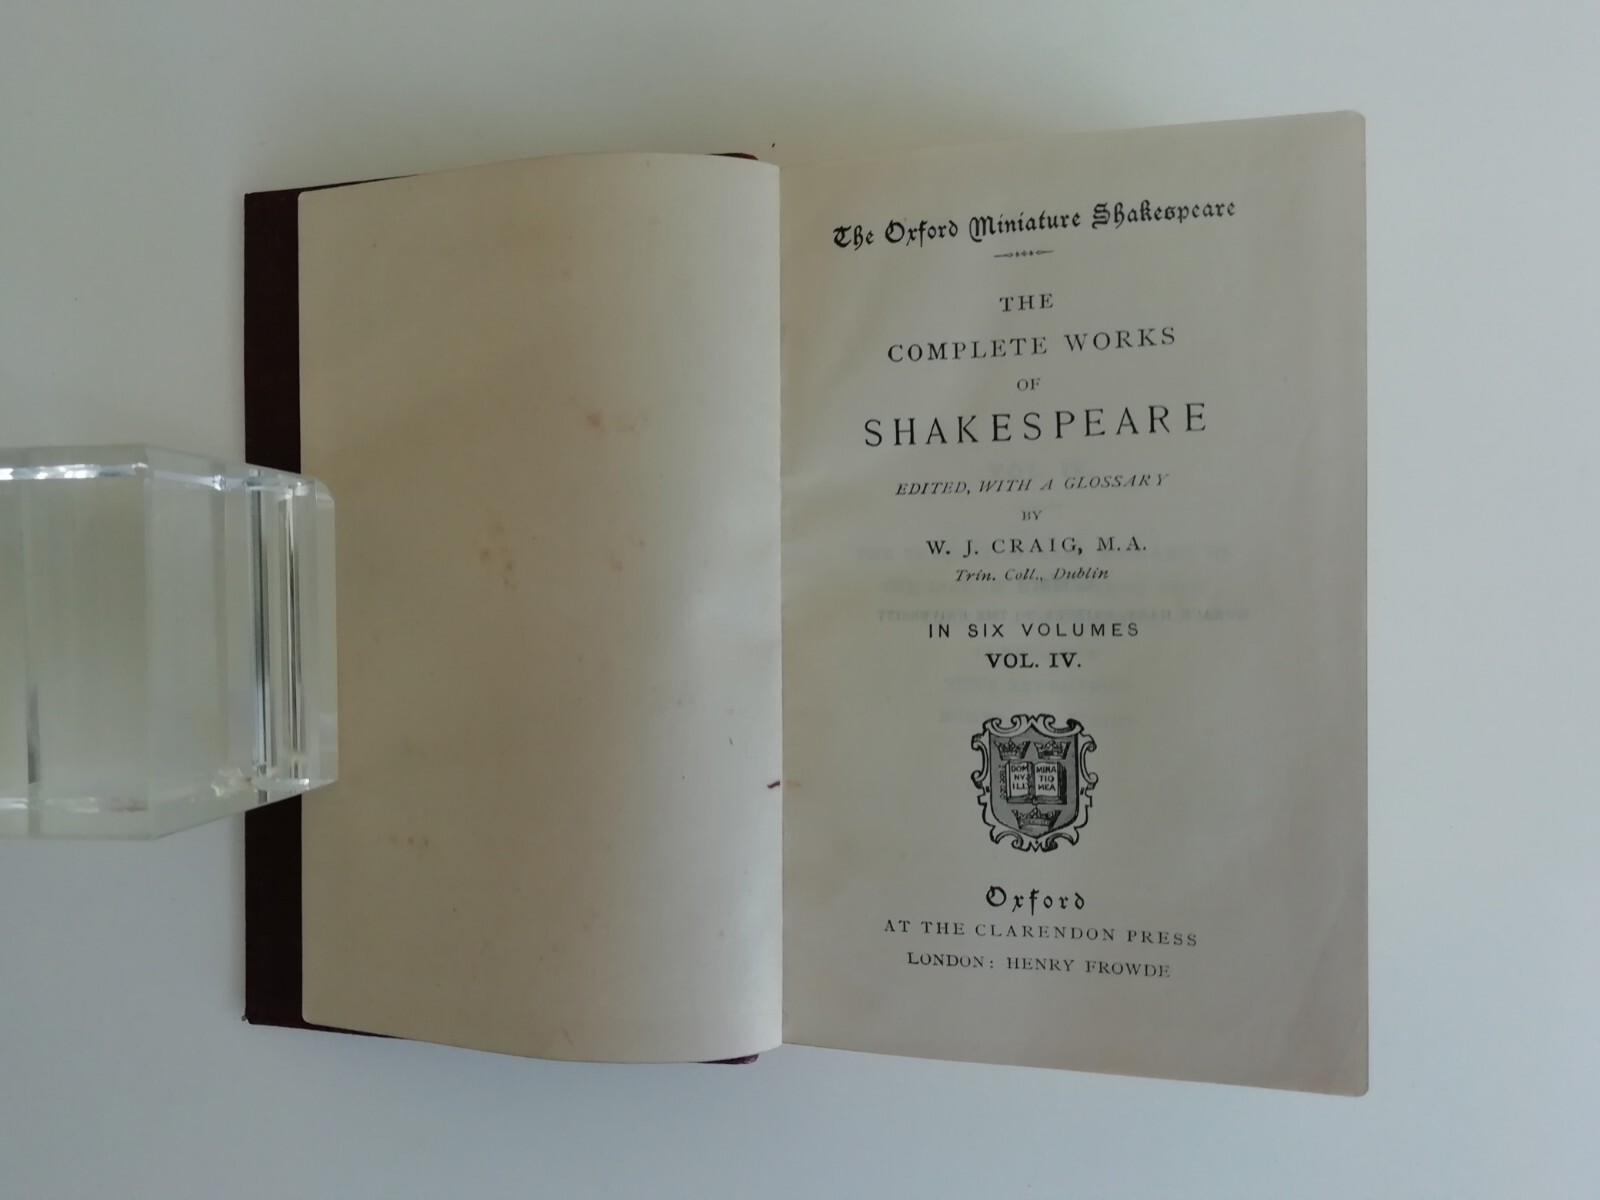 The Oxford Miniature Shakespeare
THE
COMPLETE WORKS
OF
SHAKESPEARE
EDITED, WITH A GLOSSARY
BY
W. J. CRAIG, M.A.
Trin. Coll., Dublin
IN SIX VOLUMES
VOL. IV.
DOM MINA
NVS TIO
ILL MEA
Oxford
AT THE CLARENDON PRESS
LONDON: HENRY FROWDE